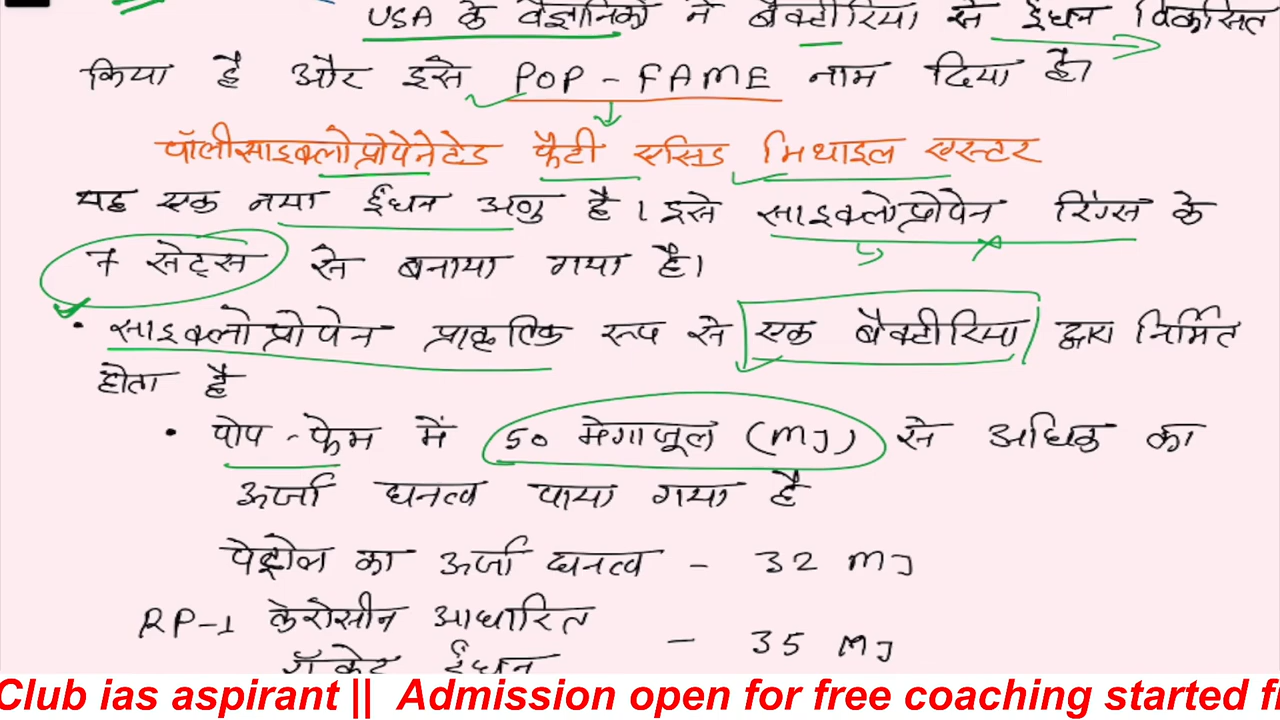 USA के वैज्ञानिकों ने बैक्टीरिया से ईंधन विकसित
किया है और इसे POP - FAME नाम दिया है।
पॉलीसाइक्लोप्रोपेनेटेड फैटी एसिड मिथाइल एस्टर
यह एक नया ईंधन अणु है। इसे साइक्लोप्रोपेन रिंग्स के
7 सेट्स से बनाया गया है।
• साइक्लोप्रोपेन प्राकृतिक रूप से एक बैक्टीरिया द्वारा निर्मित
होता है
• पोप - फेम में 50 मेगाजूल (MJ) से अधिक का
ऊर्जा घनत्व पाया गया है
पेट्रोल का ऊर्जा घनत्व - 32 MJ
RP-1 केरोसीन आधारित
रॉकेट ईंधन - 35 MJ
Club ias aspirant || Admission open for free coaching started fi